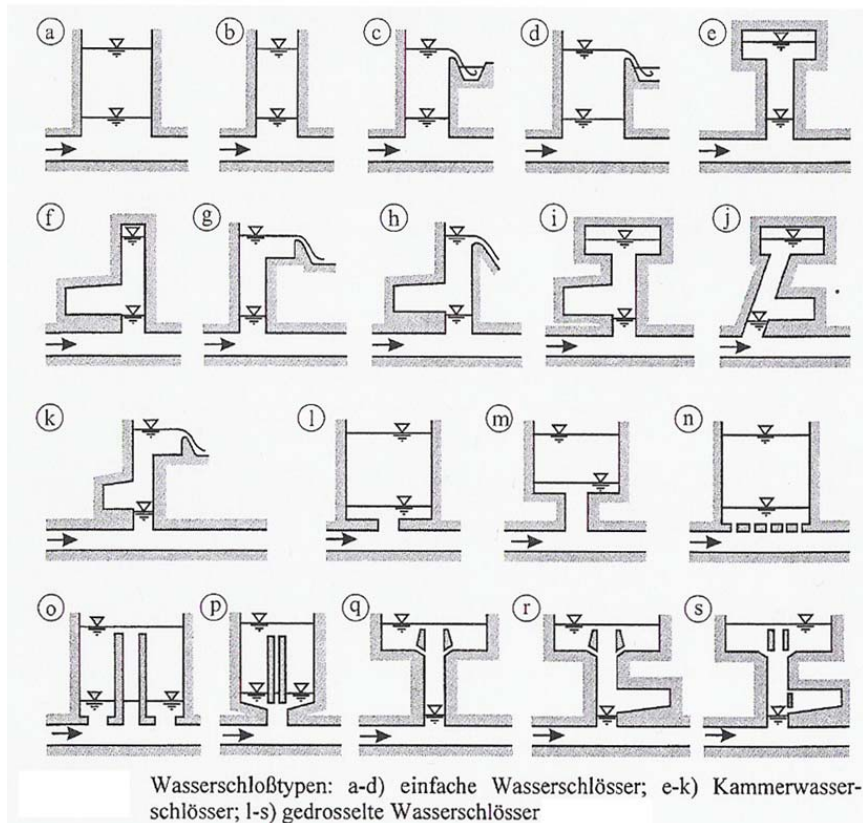 a b c d e
f g h i j
k l m n
o p q r s
Wasserschloßtypen: a-d) einfache Wasserschlösser; e-k) Kammerwasser-
schlösser; l-s) gedrosselte Wasserschlösser